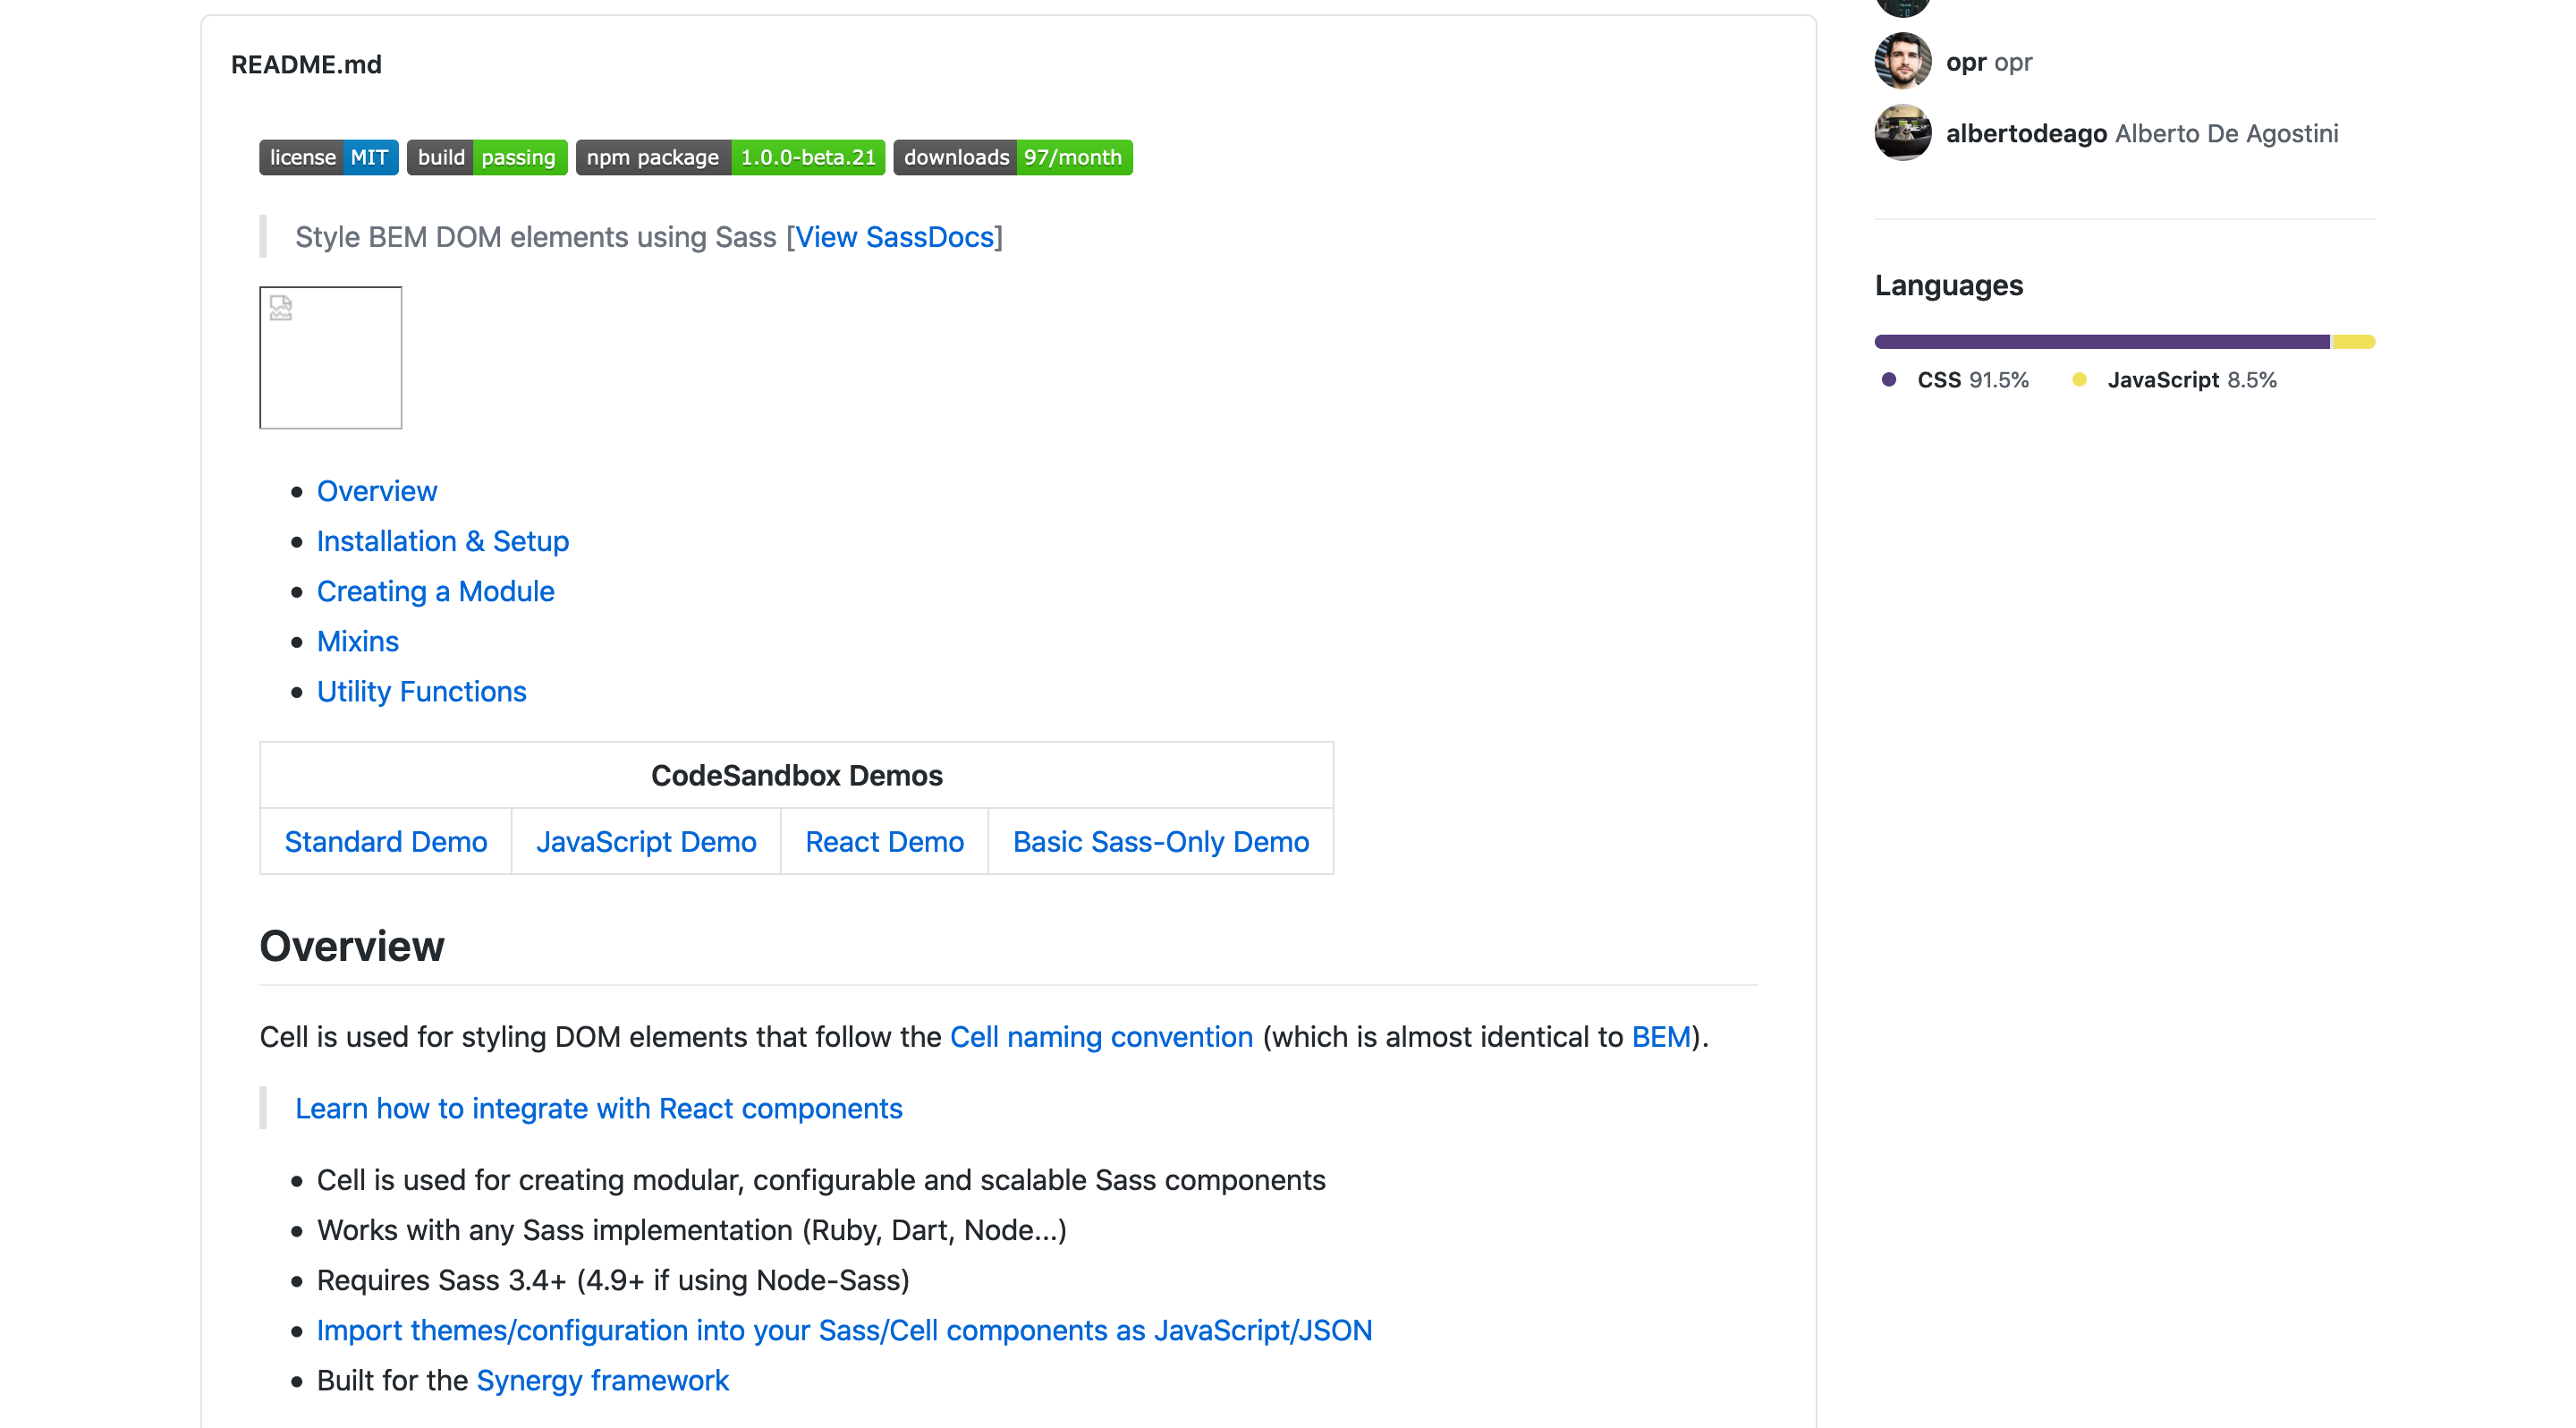 README.md
license MIT build passing npm package 1.0.0-beta.21 downloads 97/month
Style BEM DOM elements using Sass [View SassDocs]
Overview
Installation & Setup
Creating a Module
Mixins
Utility Functions
CodeSandbox Demos
Standard Demo JavaScript Demo React Demo Basic Sass-Only Demo
Overview
Cell is used for styling DOM elements that follow the Cell naming convention (which is almost identical to BEM).
Learn how to integrate with React components
Cell is used for creating modular, configurable and scalable Sass components
Works with any Sass implementation (Ruby, Dart, Node...)
Requires Sass 3.4+ (4.9+ if using Node-Sass)
Import themes/configuration into your Sass/Cell components as JavaScript/JSON
Built for the Synergy framework
opr opr
albertodeago Alberto De Agostini
Languages
CSS 91.5% JavaScript 8.5%